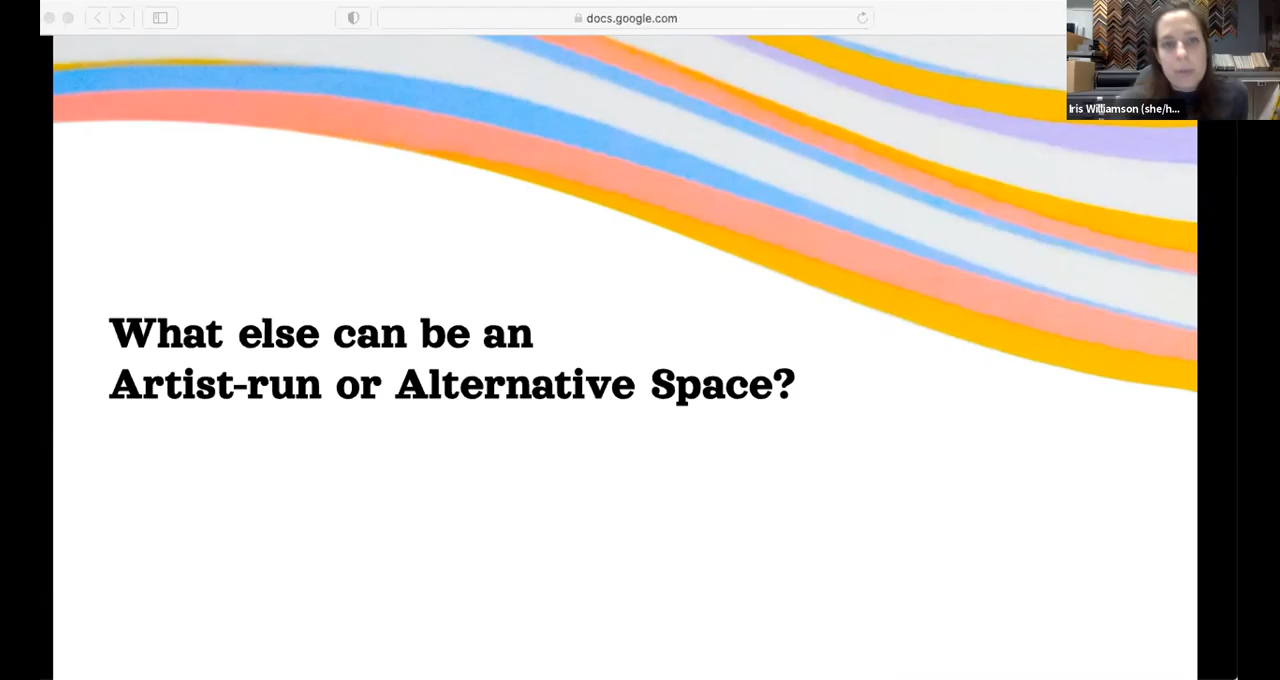 docs.google.com
Iris Williamson (she/h...
What else can be an
Artist-run or Alternative Space?